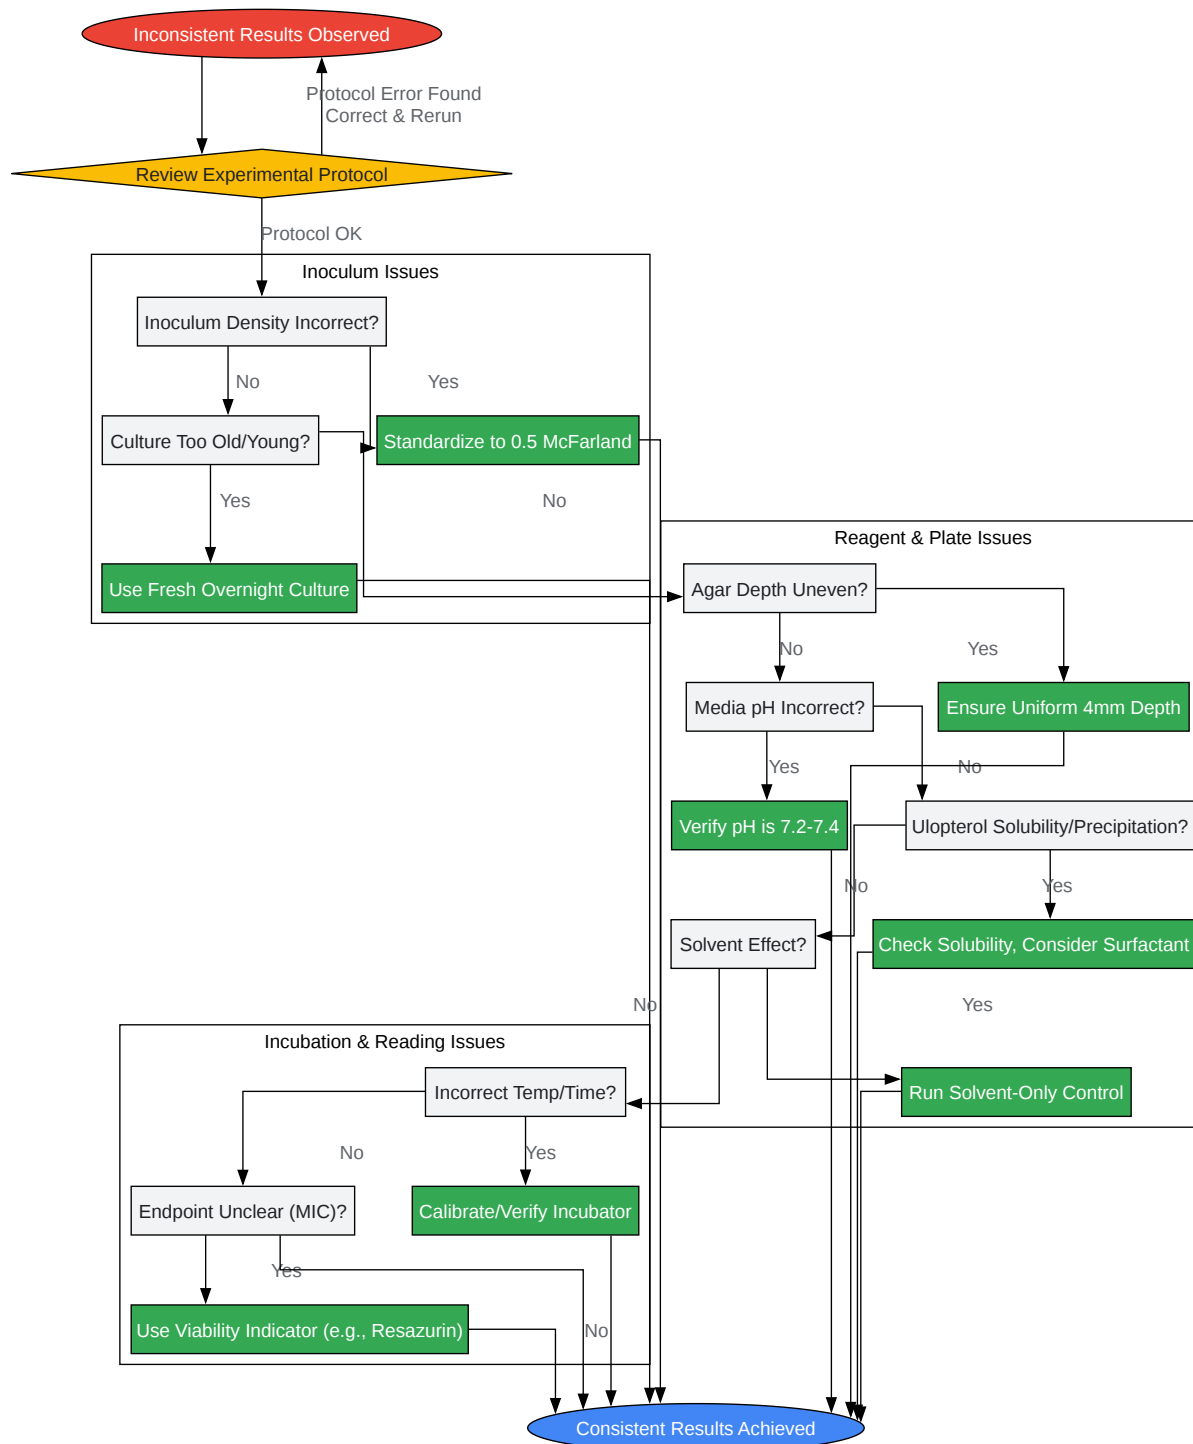 Inconsistent Results Observed
Protocol Error Found
Correct & Rerun
Review Experimental Protocol
Protocol OK
Inoculum Issues
Inoculum Density Incorrect?
No
Yes
Culture Too Old/Young?
Standardize to 0.5 McFarland
Yes
No
Reagent & Plate Issues
Use Fresh Overnight Culture
Agar Depth Uneven?
No
Yes
Media pH Incorrect?
Ensure Uniform 4mm Depth
Yes
No
Verify pH is 7.2-7.4
Ulopterol Solubility/Precipitation?
No
Yes
Solvent Effect?
Check Solubility, Consider Surfactant
No
Yes
Incubation & Reading Issues
Incorrect Temp/Time?
Run Solvent-Only Control
No
Yes
Endpoint Unclear (MIC)?
Calibrate/Verify Incubator
Yes
Use Viability Indicator (e.g., Resazurin)
No
Consistent Results Achieved